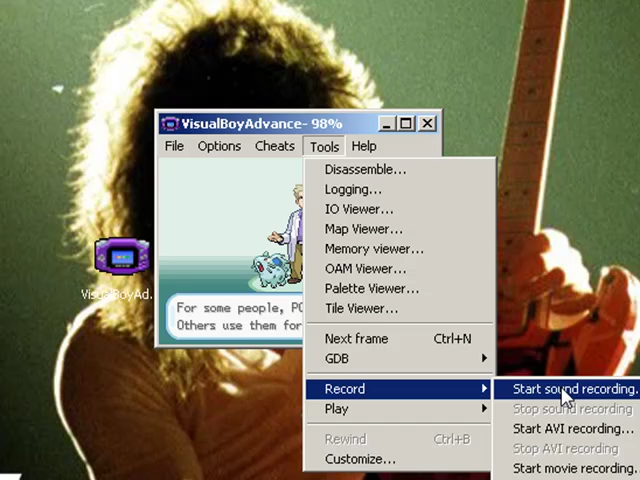 VisualBoyAdvance- 98%
File Options Cheats Tools Help
Disassemble...
Logging...
IO Viewer...
Map Viewer...
Memory viewer...
OAM Viewer...
Palette Viewer...
Tile Viewer...
For some people, PO
Others use them for
Next frame Ctrl+N
GDB
Record
Play
Rewind Ctrl+B
Customize...
Start sound recording.
Stop sound recording
Start AVI recording...
Stop AVI recording
Start movie recording.
VisualBoyAd.